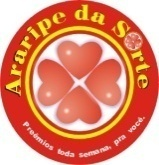 Araripe da Sorte
Prêmios toda semana, pra você.